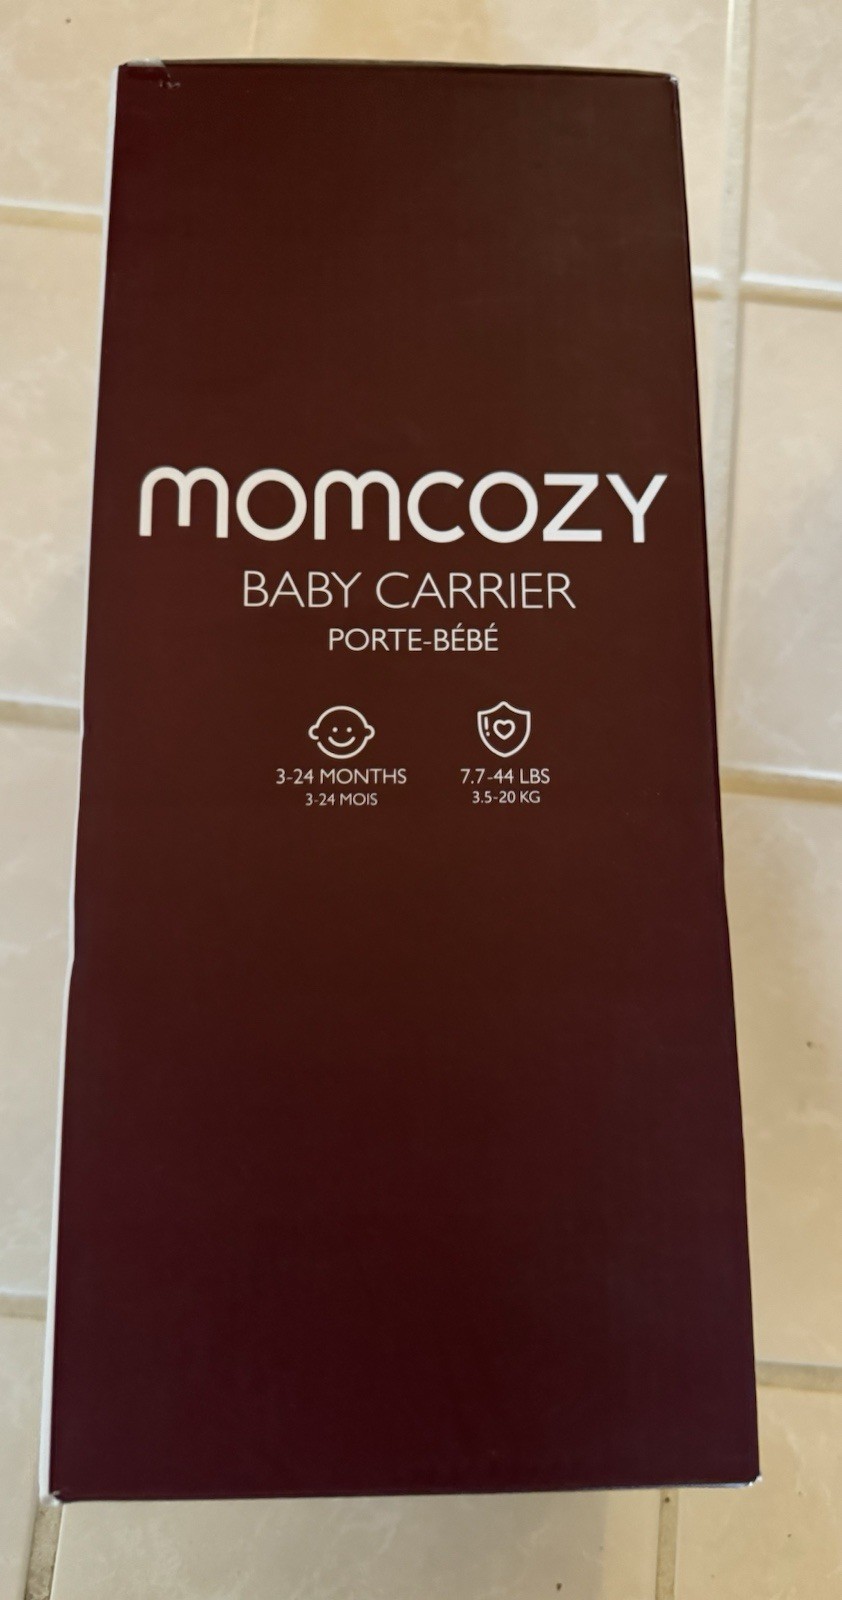 momcozy
BABY CARRIER
PORTE-BÉBÉ
3-24 MONTHS
3-24 MOIS
7.7-44 LBS
3.5-20 KG